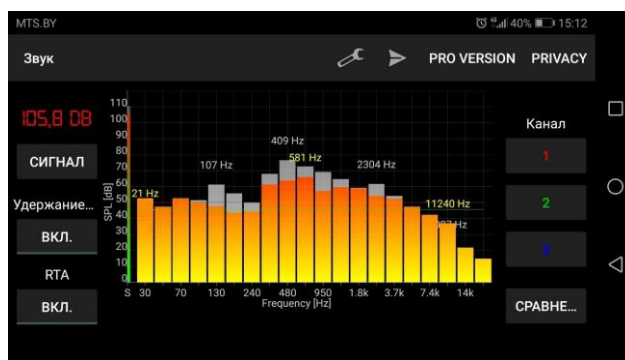 MTS.BY 40% 15:12
Звук PRO VERSION PRIVACY
105,8 DB
СИГНАЛ
Удержание...
ВКЛ.
RTA
ВКЛ.
SPL [dB]
110
100
90
80
70
60
50
40
30
20
10
0
409 Hz
581 Hz
107 Hz
2304 Hz
21 Hz
11240 Hz
Hz
S 30 70 130 240 480 950 1.8k 3.7k 7.4k 14k
Frequency [Hz]
Канал
1
2
3
СРАВНЕ...